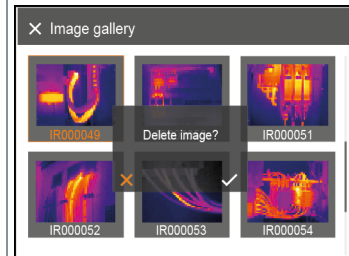 Image gallery
IR000049
Delete image?
IR000051
IR000052
IR000053
IR000054